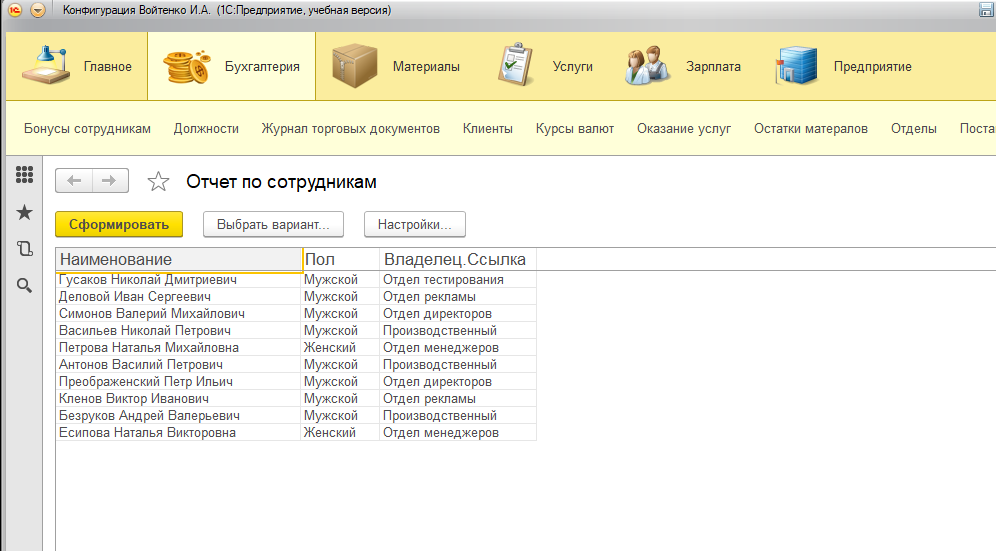 Конфигурация Войтенко И.А. (1С:Предприятие, учебная версия)
Главное Бухгалтерия Материалы Услуги Зарплата Предприятие
Бонусы сотрудникам Должности Журнал торговых документов Клиенты Курсы валют Оказание услуг Остатки матералов Отделы Поста
Отчет по сотрудникам
Сформировать Выбрать вариант... Настройки...
Наименование Пол Владелец.Ссылка
Гусаков Николай Дмитриевич Мужской Отдел тестирования
Деловой Иван Сергеевич Мужской Отдел рекламы
Симонов Валерий Михайлович Мужской Отдел директоров
Васильев Николай Петрович Мужской Производственный
Петрова Наталья Михайловна Женский Отдел менеджеров
Антонов Василий Петрович Мужской Производственный
Преображенский Петр Ильич Мужской Отдел директоров
Кленов Виктор Иванович Мужской Отдел рекламы
Безруков Андрей Валерьевич Мужской Производственный
Есипова Наталья Викторовна Женский Отдел менеджеров